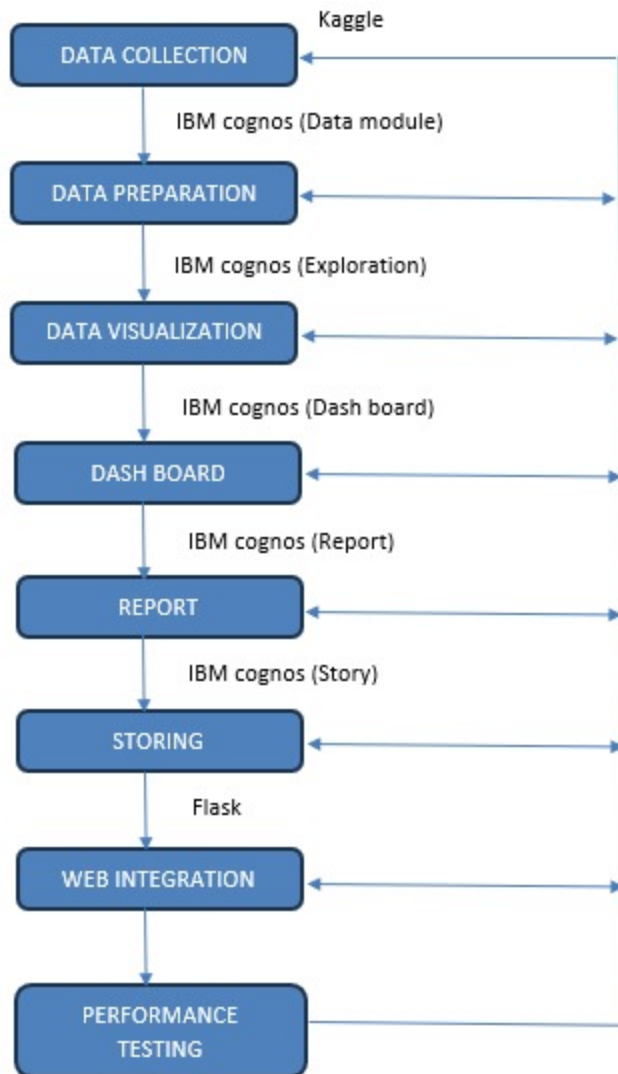 Kaggle
DATA COLLECTION
IBM cognos (Data module)
DATA PREPARATION
IBM cognos (Exploration)
DATA VISUALIZATION
IBM cognos (Dash board)
DASH BOARD
IBM cognos (Report)
REPORT
IBM cognos (Story)
STORING
Flask
WEB INTEGRATION
PERFORMANCE
TESTING